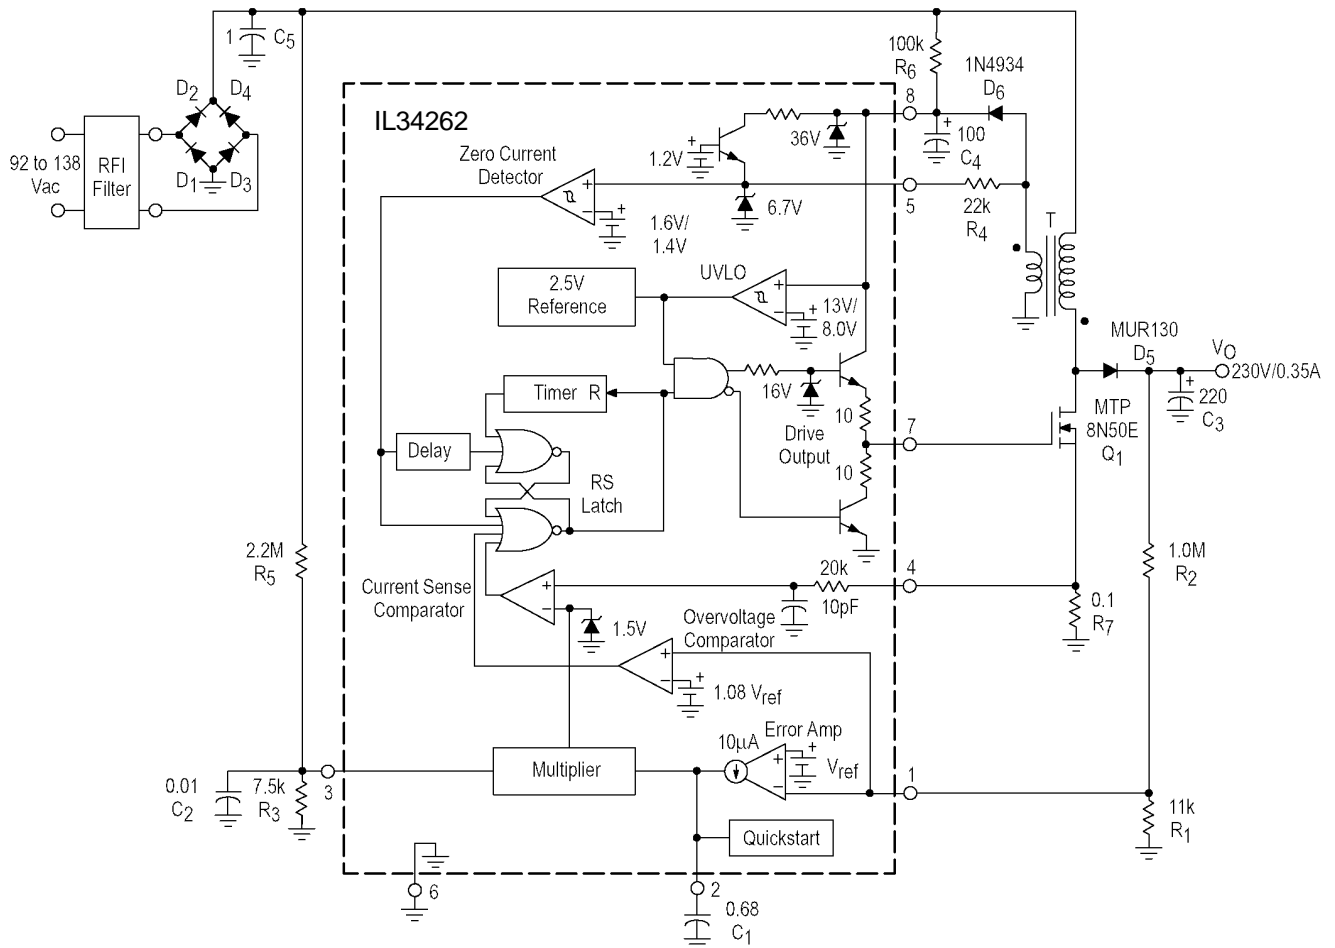 1 C5
100k
R6
1N4934
D6
8
D2 D4
IL34262
36V
100
C4
1.2V
92 to 138
Vac
RFI
Filter
D1 D3
Zero Current
Detector
6.7V
5
22k
R4
T
1.6V/
1.4V
UVLO
2.5V
Reference
13V/
8.0V
MUR130
D5
VO
230V/0.35A
220
C3
Timer R
16V
10
Drive
Output
7
MTP
8N50E
Q1
Delay
10
RS
Latch
2.2M
R5
20k
4
1.0M
R2
Current Sense
Comparator
10pF
0.1
R7
1.5V
Overvoltage
Comparator
1.08 Vref
Error Amp
10μA
Multiplier
Vref
1
0.01
C2
7.5k
R3
3
11k
R1
Quickstart
6
2
0.68
C1